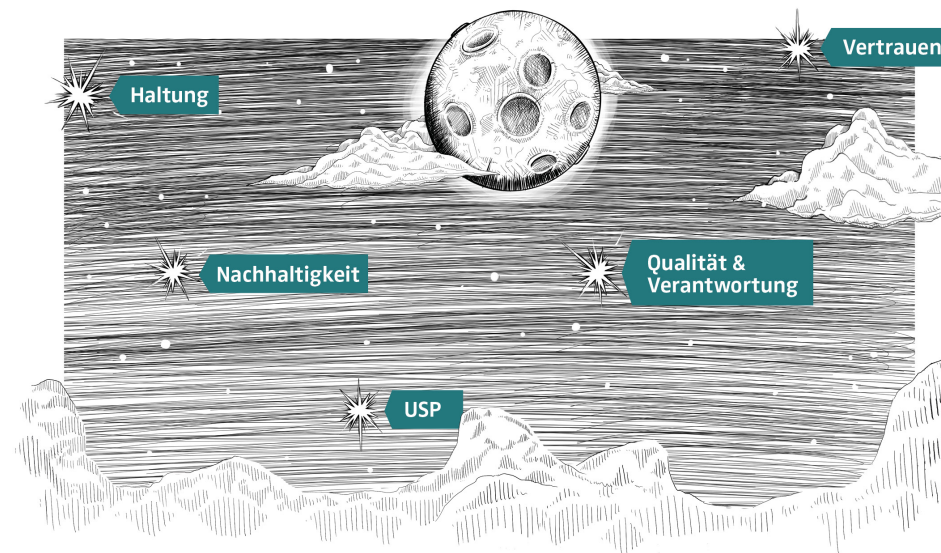 Vertrauen
Haltung
Nachhaltigkeit
Qualität &
Verantwortung
USP